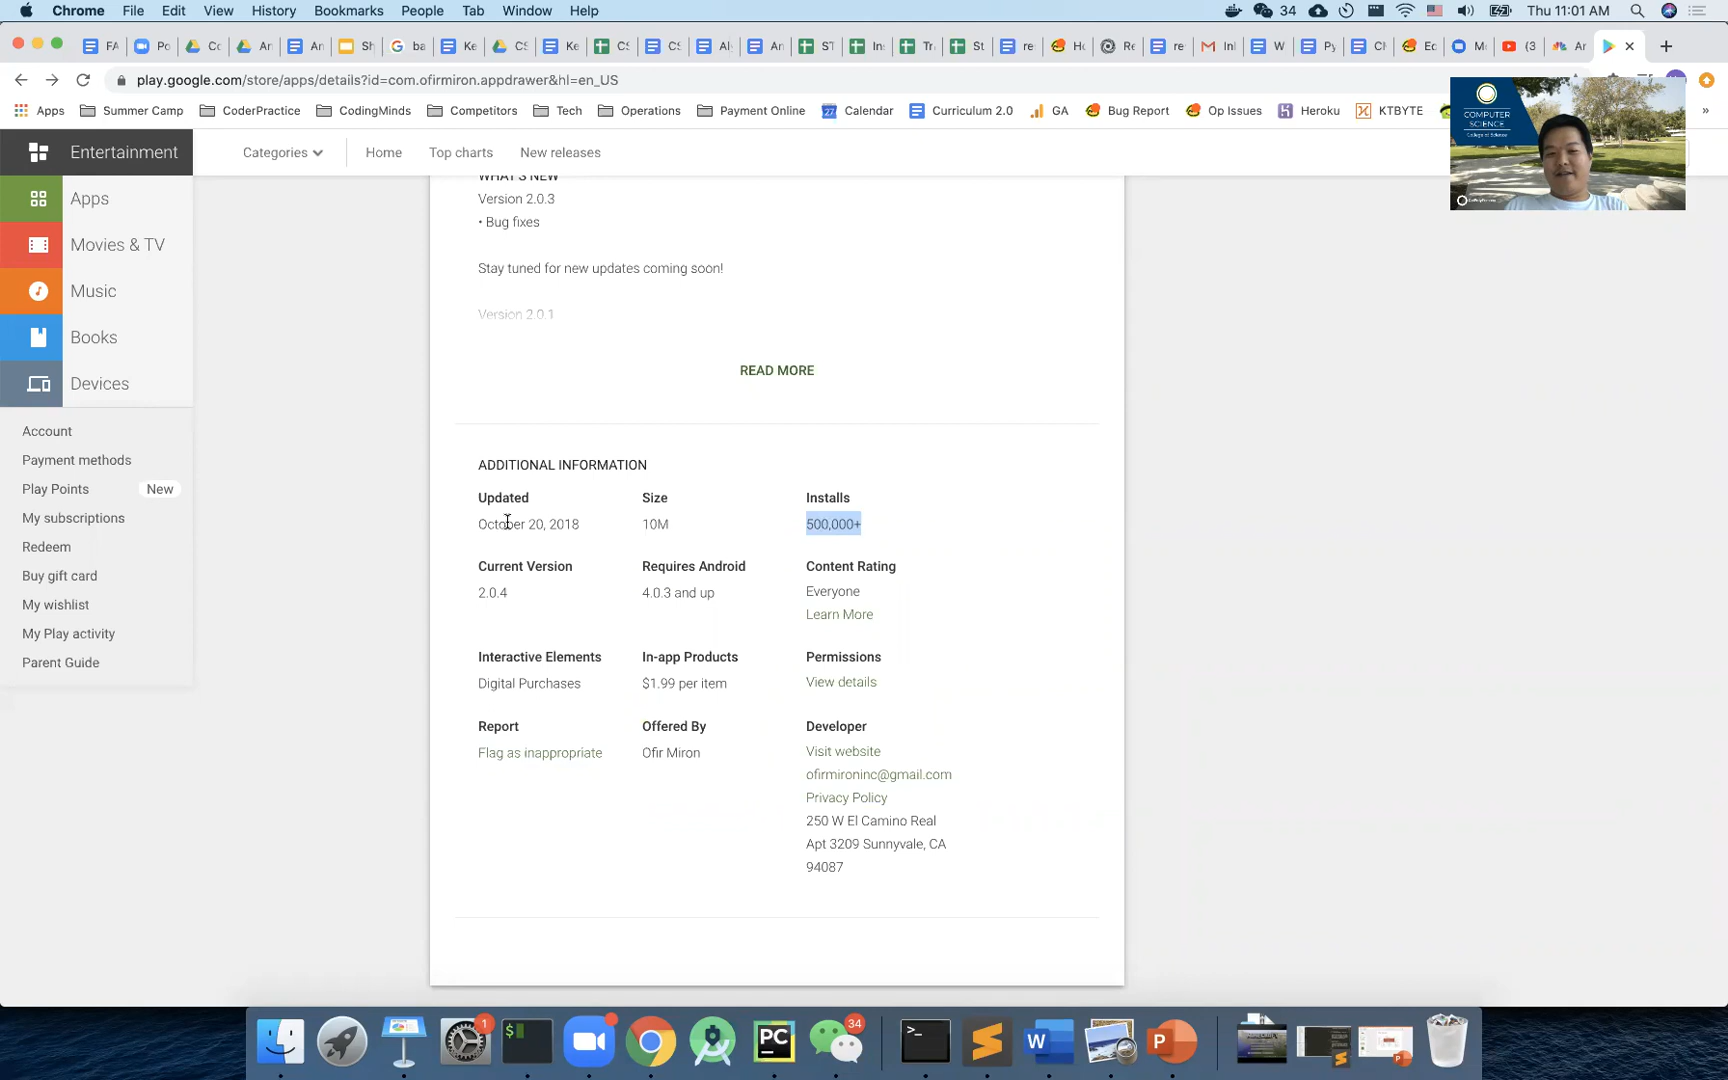 Chrome File Edit View History Bookmarks People Tab Window Help 34 Thu 11:01 AM
play.google.com/store/apps/details?id=com.ofirmiron.appdrawer&hl=en_US
Apps Summer Camp CoderPractice CodingMinds Competitors Tech Operations Payment Online Calendar Curriculum 2.0 GA Bug Report Op Issues Heroku KTBYTE »
COMPUTER
SCIENCE
College of Science
Entertainment Categories Home Top charts New releases
Apps
Movies & TV
Music
Books
Devices
Account
Payment methods
Play Points New
My subscriptions
Redeem
Buy gift card
My wishlist
My Play activity
Parent Guide
WHAT'S NEW
Version 2.0.3
• Bug fixes
Stay tuned for new updates coming soon!
Version 2.0.1
READ MORE
ADDITIONAL INFORMATION
Updated Size Installs
October 20, 2018 10M 500,000+
Current Version Requires Android Content Rating
2.0.4 4.0.3 and up Everyone
Learn More
Interactive Elements In-app Products Permissions
Digital Purchases $1.99 per item View details
Report Offered By Developer
Flag as inappropriate Ofir Miron Visit website
ofirmironinc@gmail.com
Privacy Policy
250 W El Camino Real
Apt 3209 Sunnyvale, CA
94087
1
PC
34
W
P